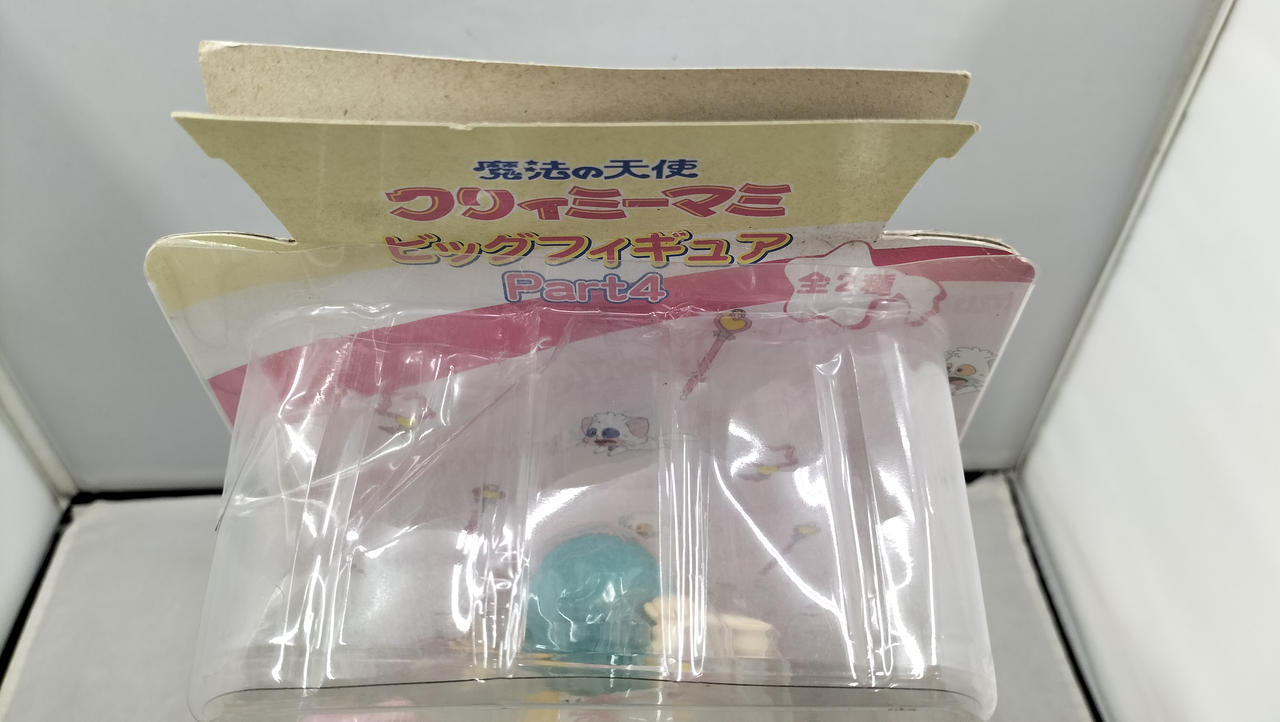 魔法の天使
クリィミーマミ
ビッグフィギュア
Part4
全2種